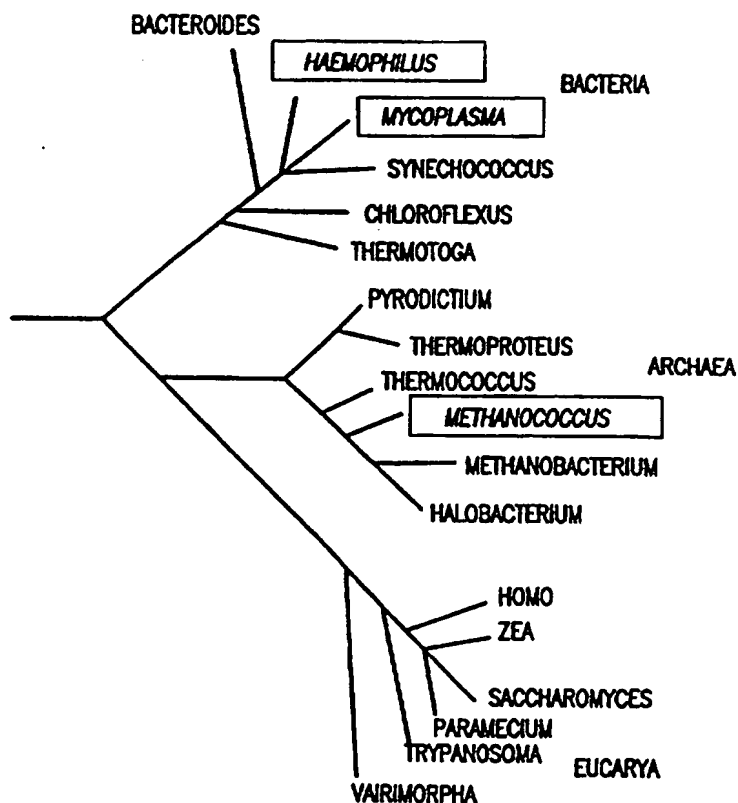 BACTEROIDES
HAEMOPHILUS
BACTERIA
MYCOPLASMA
SYNECHOCOCCUS
CHLOROFLEXUS
THERMOTOGA
PYRODICTIUM
THERMOPROTEUS
ARCHAEA
THERMOCOCCUS
METHANOCOCCUS
METHANOBACTERIUM
HALOBACTERIUM
HOMO
ZEA
SACCHAROMYCES
PARAMECIUM
TRYPANOSOMA
EUCARYA
VAIRIMORPHA